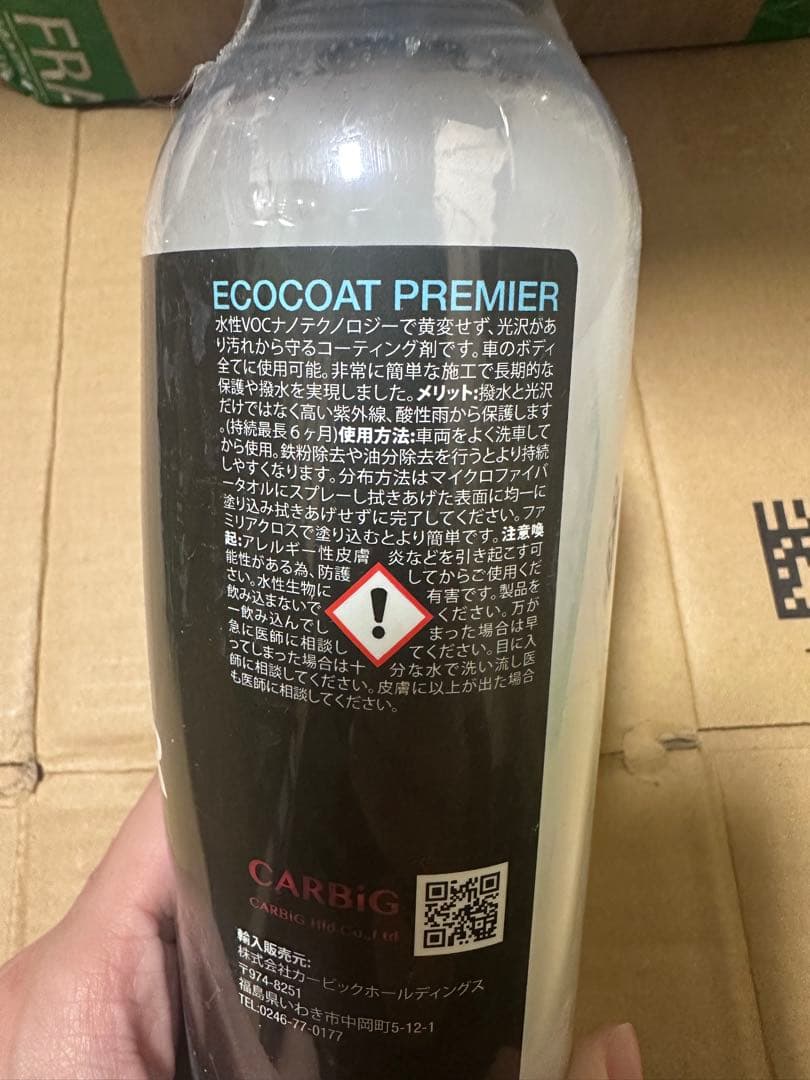 FRA
ECOCOAT PREMIER
水性VOCナノテクノロジーで黄変せず、光沢があ
り汚れから守るコーティング剤です。車のボディ
全てに使用可能。非常に簡単な施工で長期的な
保護や撥水を実現しました。メリット:撥水と光沢
だけではなく高い紫外線、酸性雨から保護します
。(持続最長６ヶ月)使用方法:車両をよく洗車して
から使用。鉄粉除去や油分除去を行うとより持続
しやすくなります。分布方法はマイクロファイバ
ータオルにスプレーし拭きあげた表面に均一に
塗り込み拭きあげせずに完了してください。ファ
ミリアクロスで塗り込むとより簡単です。注意喚
起:アレルギー性皮膚 炎などを引き起こす可
能性がある為、防護 してからご使用くだ
さい。水性生物に 有害です。製品を
飲み込まないで ください。万が
一飲み込んでし まった場合は早
急に医師に相談し てください。目に入
ってしまった場合は十 分な水で洗い流し医
師に相談してください。皮膚に以上が出た場合
も医師に相談してください。
CARBiG
CARBiG Hld.Co.,Ltd
輸入販売元:
株式会社カービックホールディングス
〒974-8251
福島県いわき市中岡町5-12-1
TEL:0246-77-0177